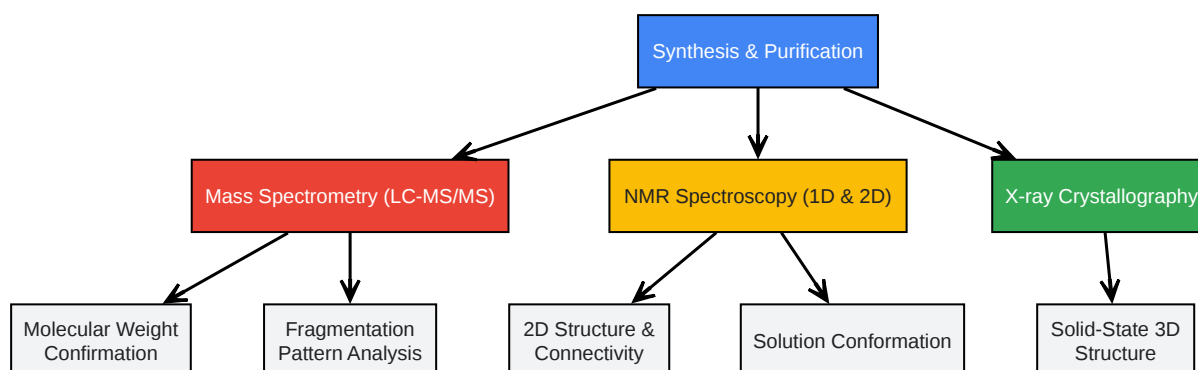 Synthesis & Purification
Mass Spectrometry (LC-MS/MS)
NMR Spectroscopy (1D & 2D)
X-ray Crystallography
Molecular Weight
Confirmation
Fragmentation
Pattern Analysis
2D Structure &
Connectivity
Solution Conformation
Solid-State 3D
Structure